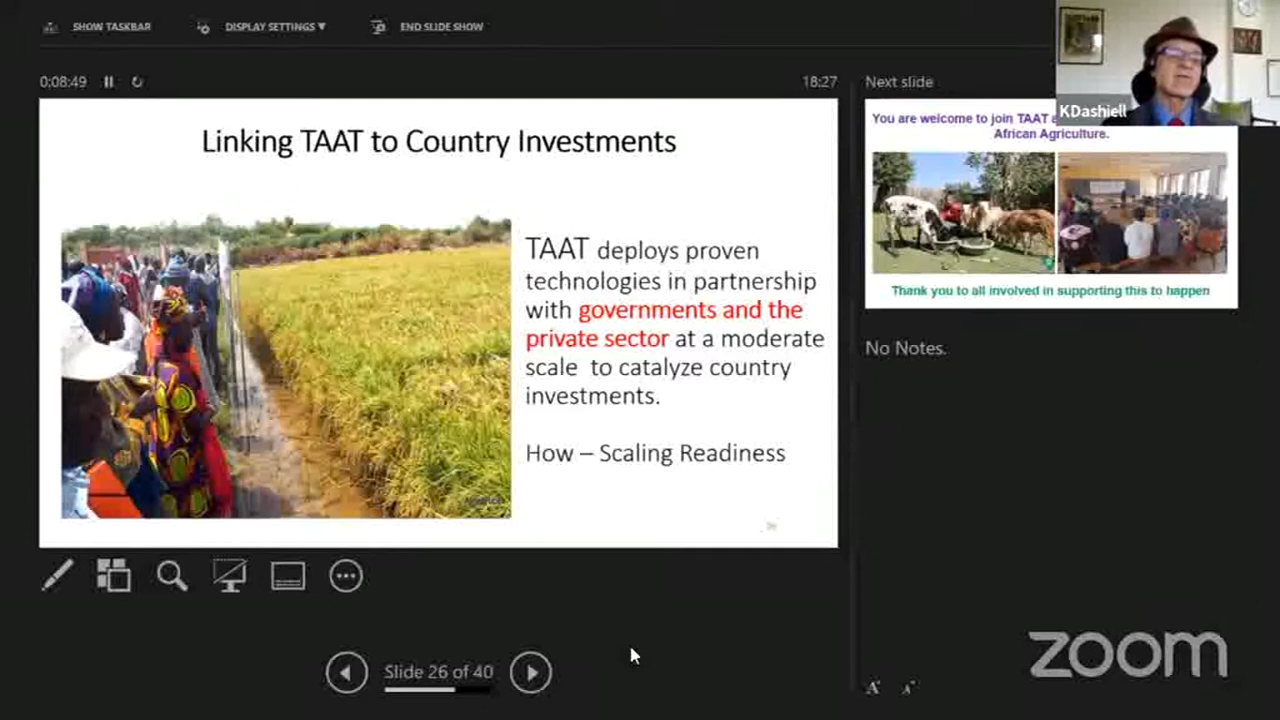 SHOW TASKBAR
DISPLAY SETTINGS ▼
END SLIDE SHOW
0:08:49
18:27
Linking TAAT to Country Investments
TAAT deploys proven
technologies in partnership
with governments and the
private sector at a moderate
scale to catalyze country
investments.
How – Scaling Readiness
Next slide
KDashiell
You are welcome to join TAAT
African Agriculture.
Thank you to all involved in supporting this to happen
No Notes.
Slide 26 of 40
A A
zoom